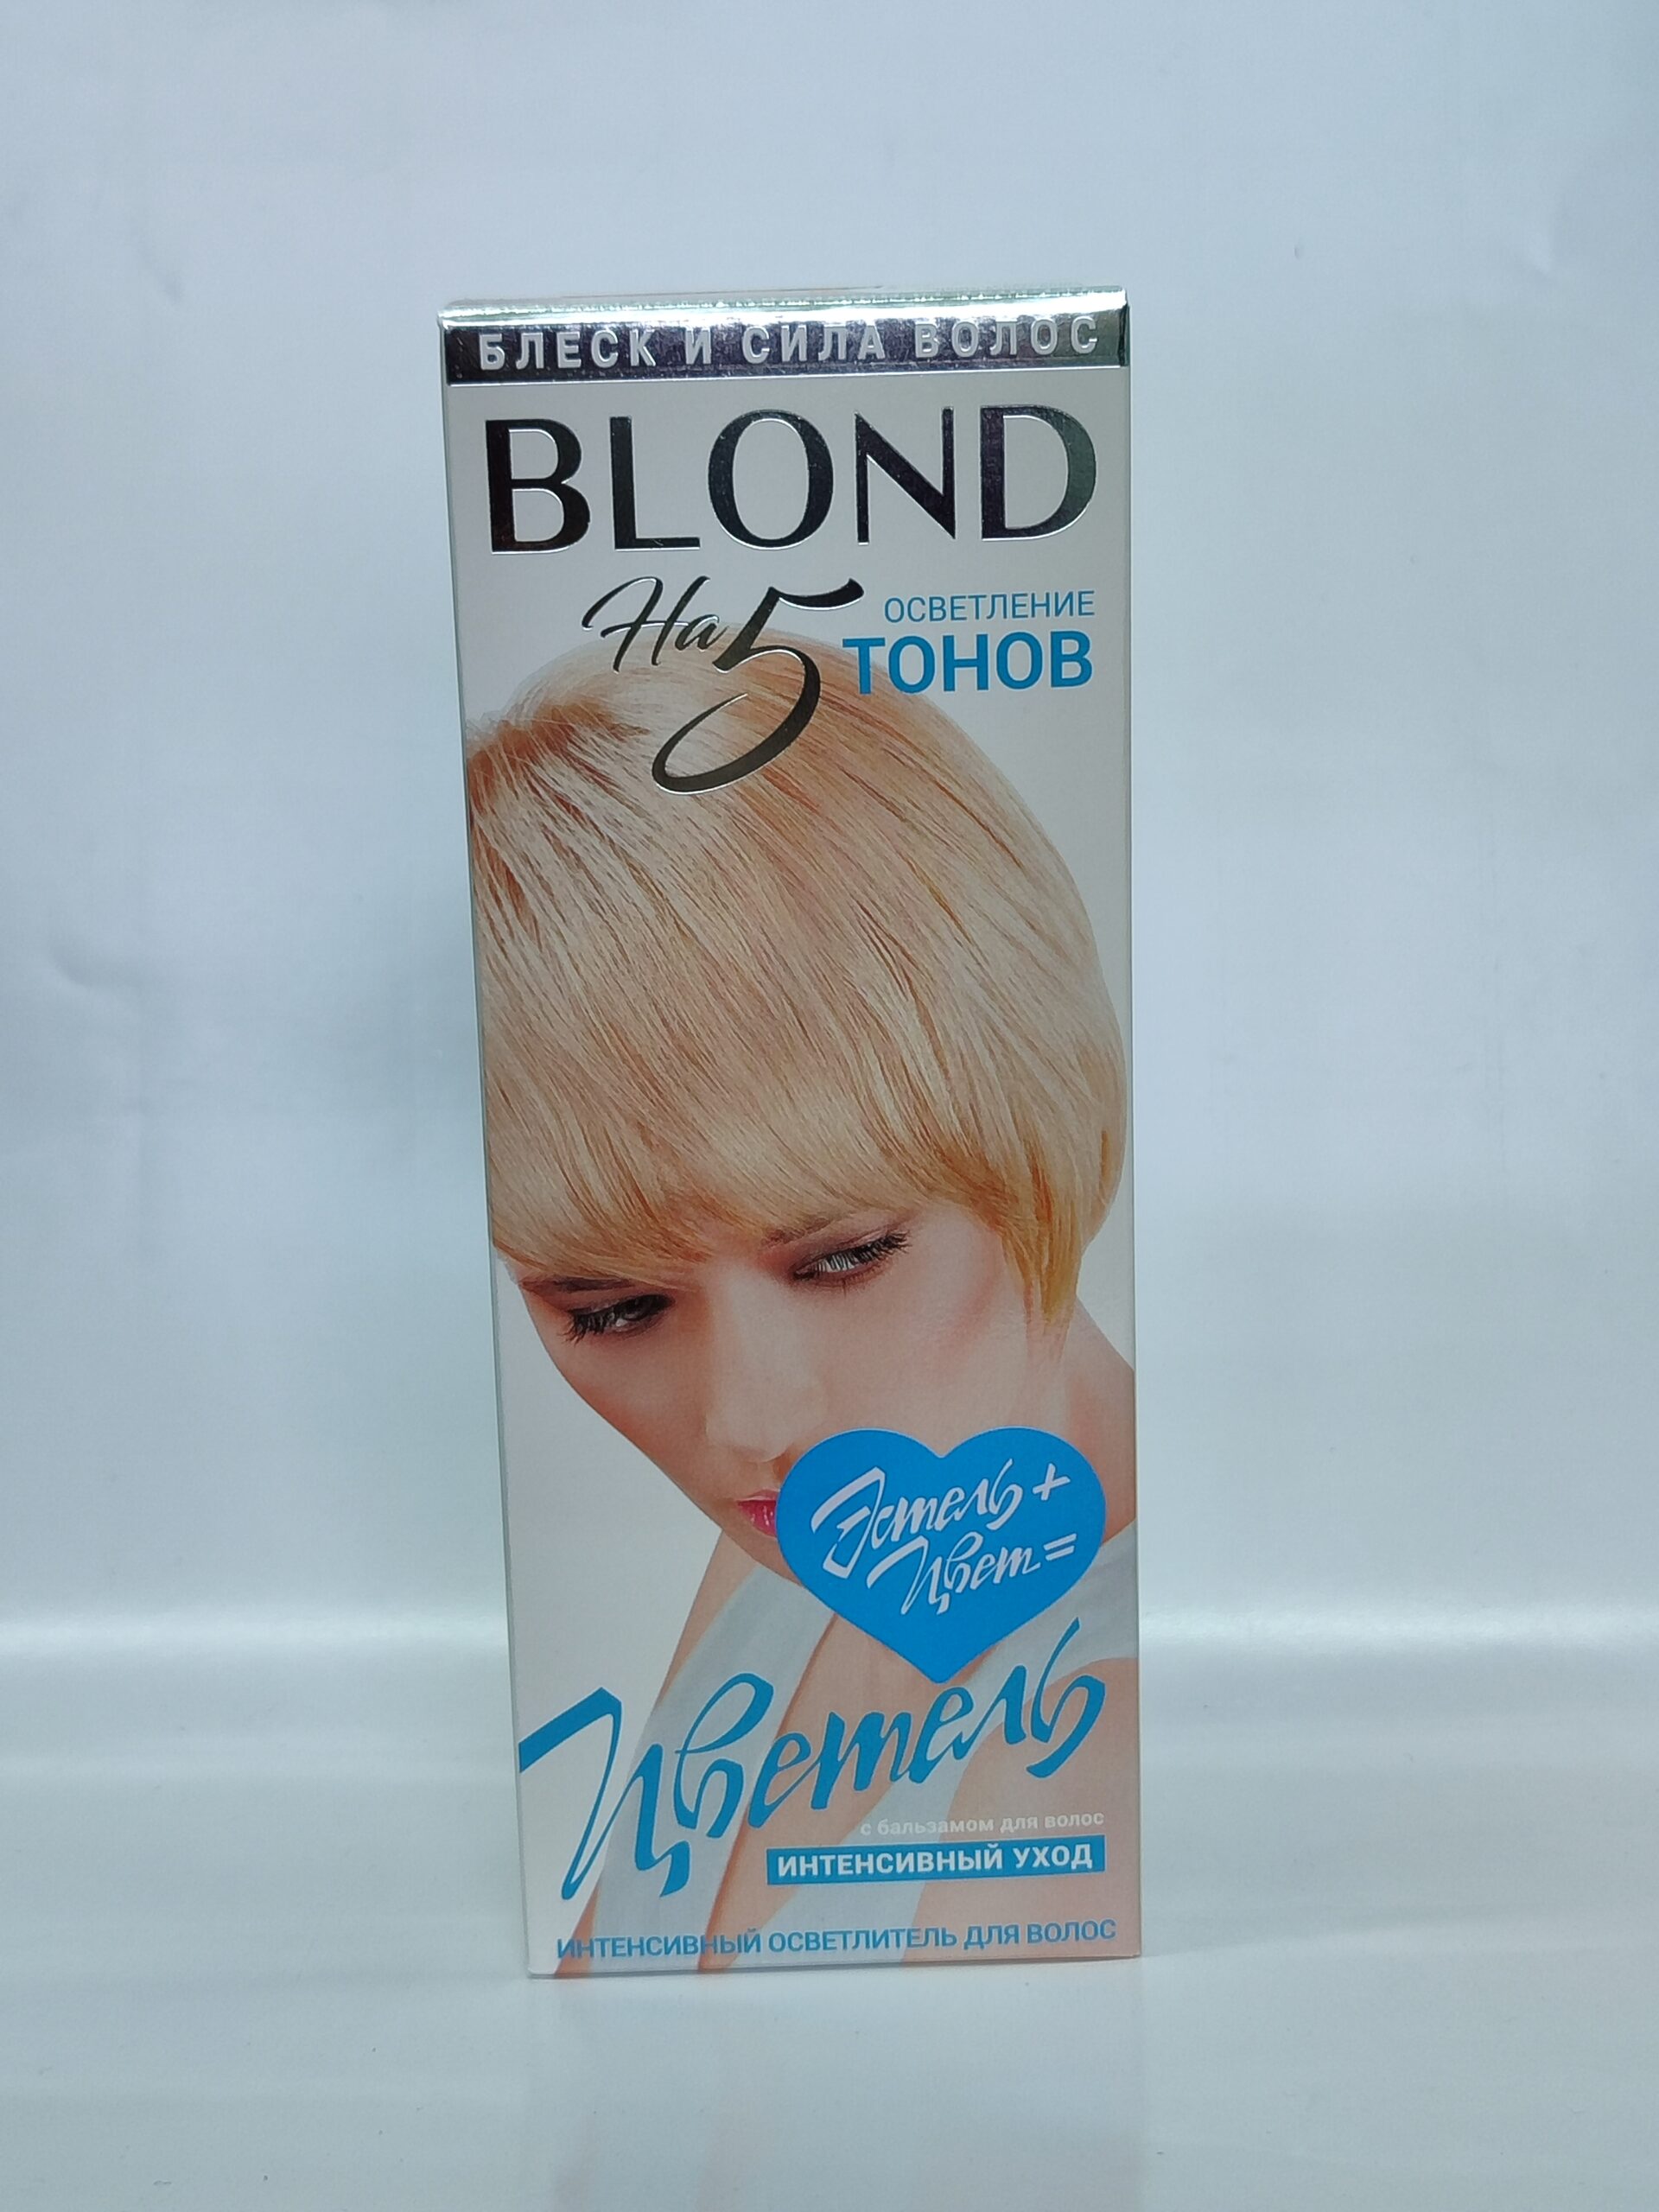 БЛЕСК И СИЛА ВОЛОС
BLOND
ОСВЕТЛЕНИЕ
На 5 ТОНОВ
Эстель +
Цвет =
Цветель
с бальзамом для волос
ИНТЕНСИВНЫЙ УХОД
ИНТЕНСИВНЫЙ ОСВЕТЛИТЕЛЬ ДЛЯ ВОЛОС